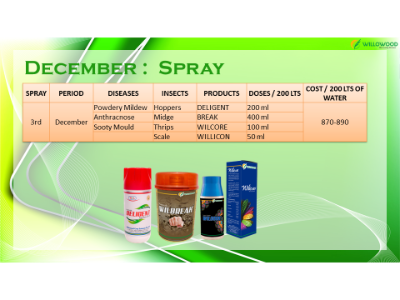 WILLOWOOD
DECEMBER : SPRAY
SPRAY PERIOD DISEASES INSECTS PRODUCTS DOSES / 200 LTS COST / 200 LTS OF WATER
3rd December Powdery Mildew Hoppers DELIGENT 200 ml 870-890
Anthracnose Midge BREAK 400 ml
Sooty Mould Thrips WILCORE 100 ml
Scale WILLICON 50 ml
DELIGENT
WILBREAK